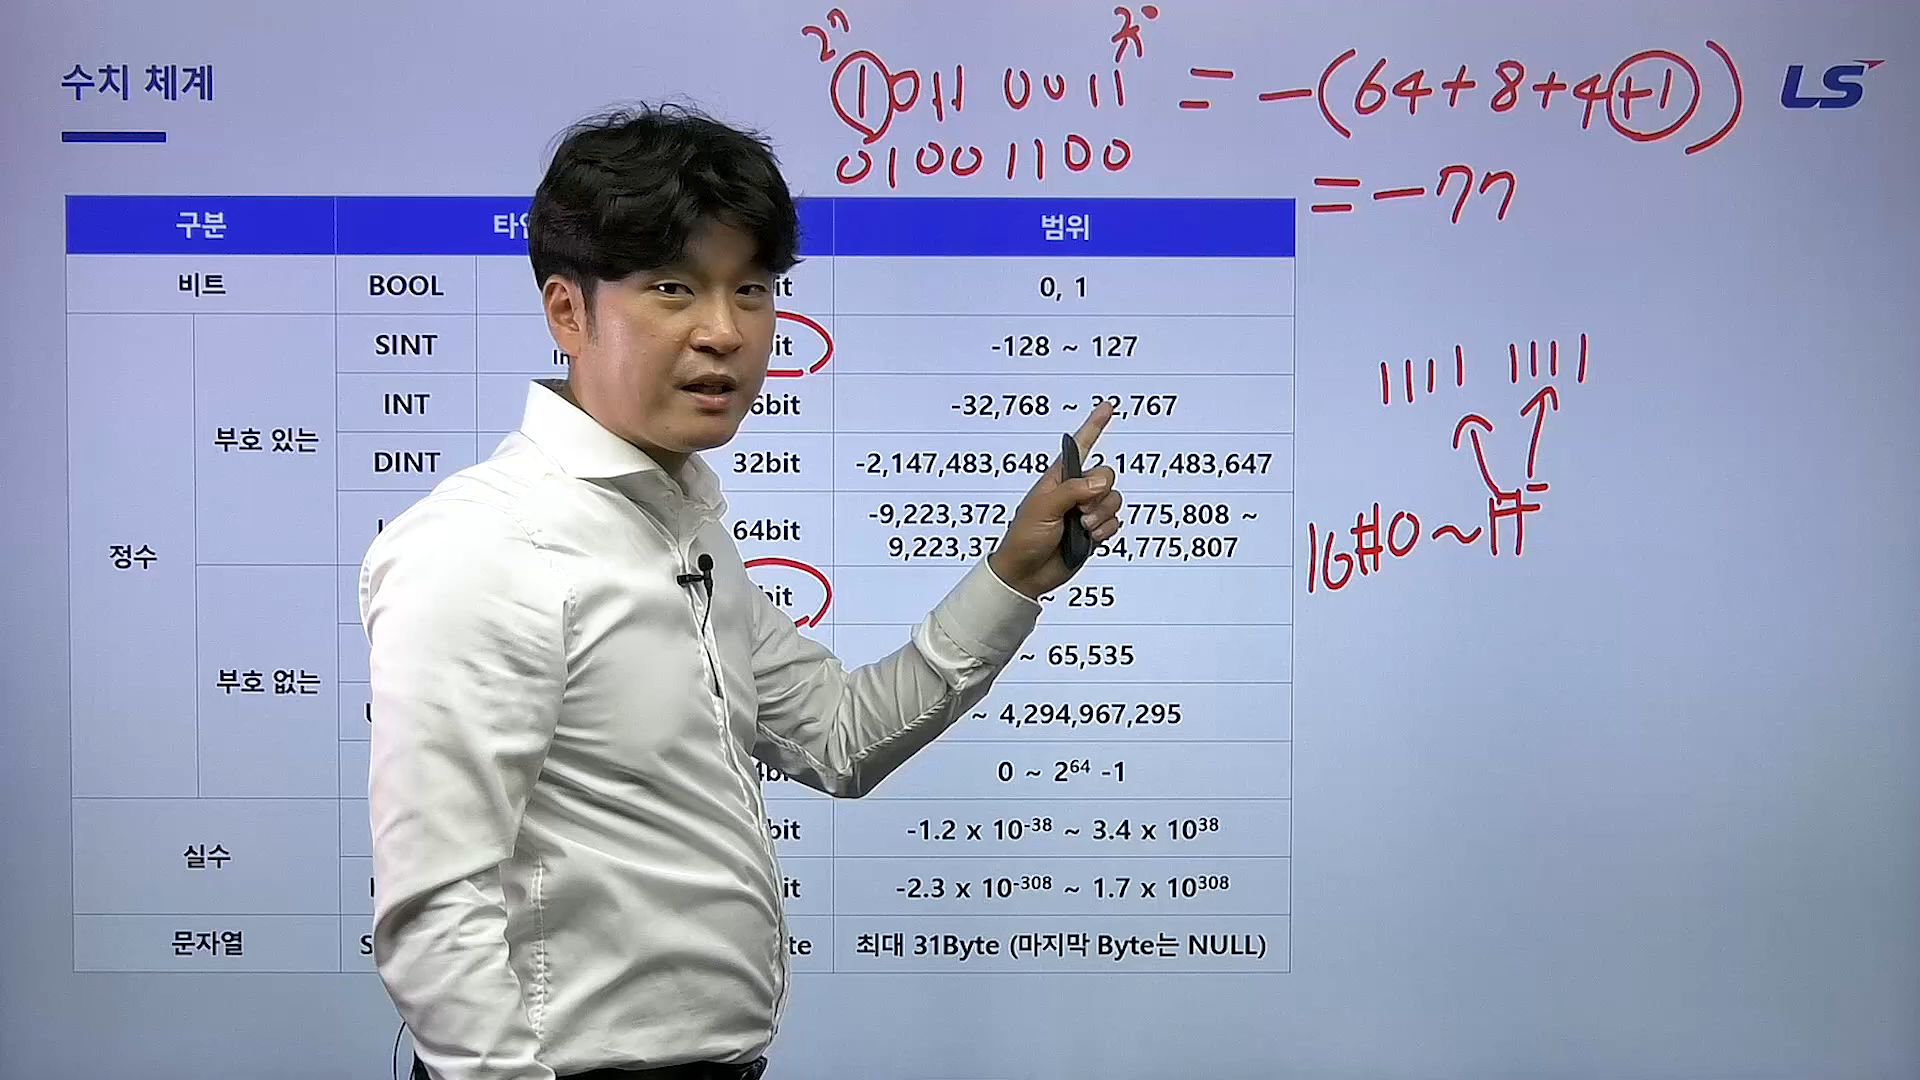 수치 체계
2⁷ 2⁰
1011 0011 = -(64+8+4+1)
LS
01001100
= -77
구분 범위
비트 BOOL 0, 1
SINT -128 ~ 127
INT -32,768 ~ 32,767
부호 있는
DINT 32bit -2,147,483,648 2,147,483,647
64bit -9,223,372, 775,808 ~
9,223,37 54,775,807
정수
~ 255
~ 65,535
부호 없는
~ 4,294,967,295
0 ~ 2⁶⁴ -1
-1.2 x 10⁻³⁸ ~ 3.4 x 10³⁸
실수
-2.3 x 10⁻³⁰⁸ ~ 1.7 x 10³⁰⁸
문자열 최대 31Byte (마지막 Byte는 NULL)
1111 1111
16#0~FF